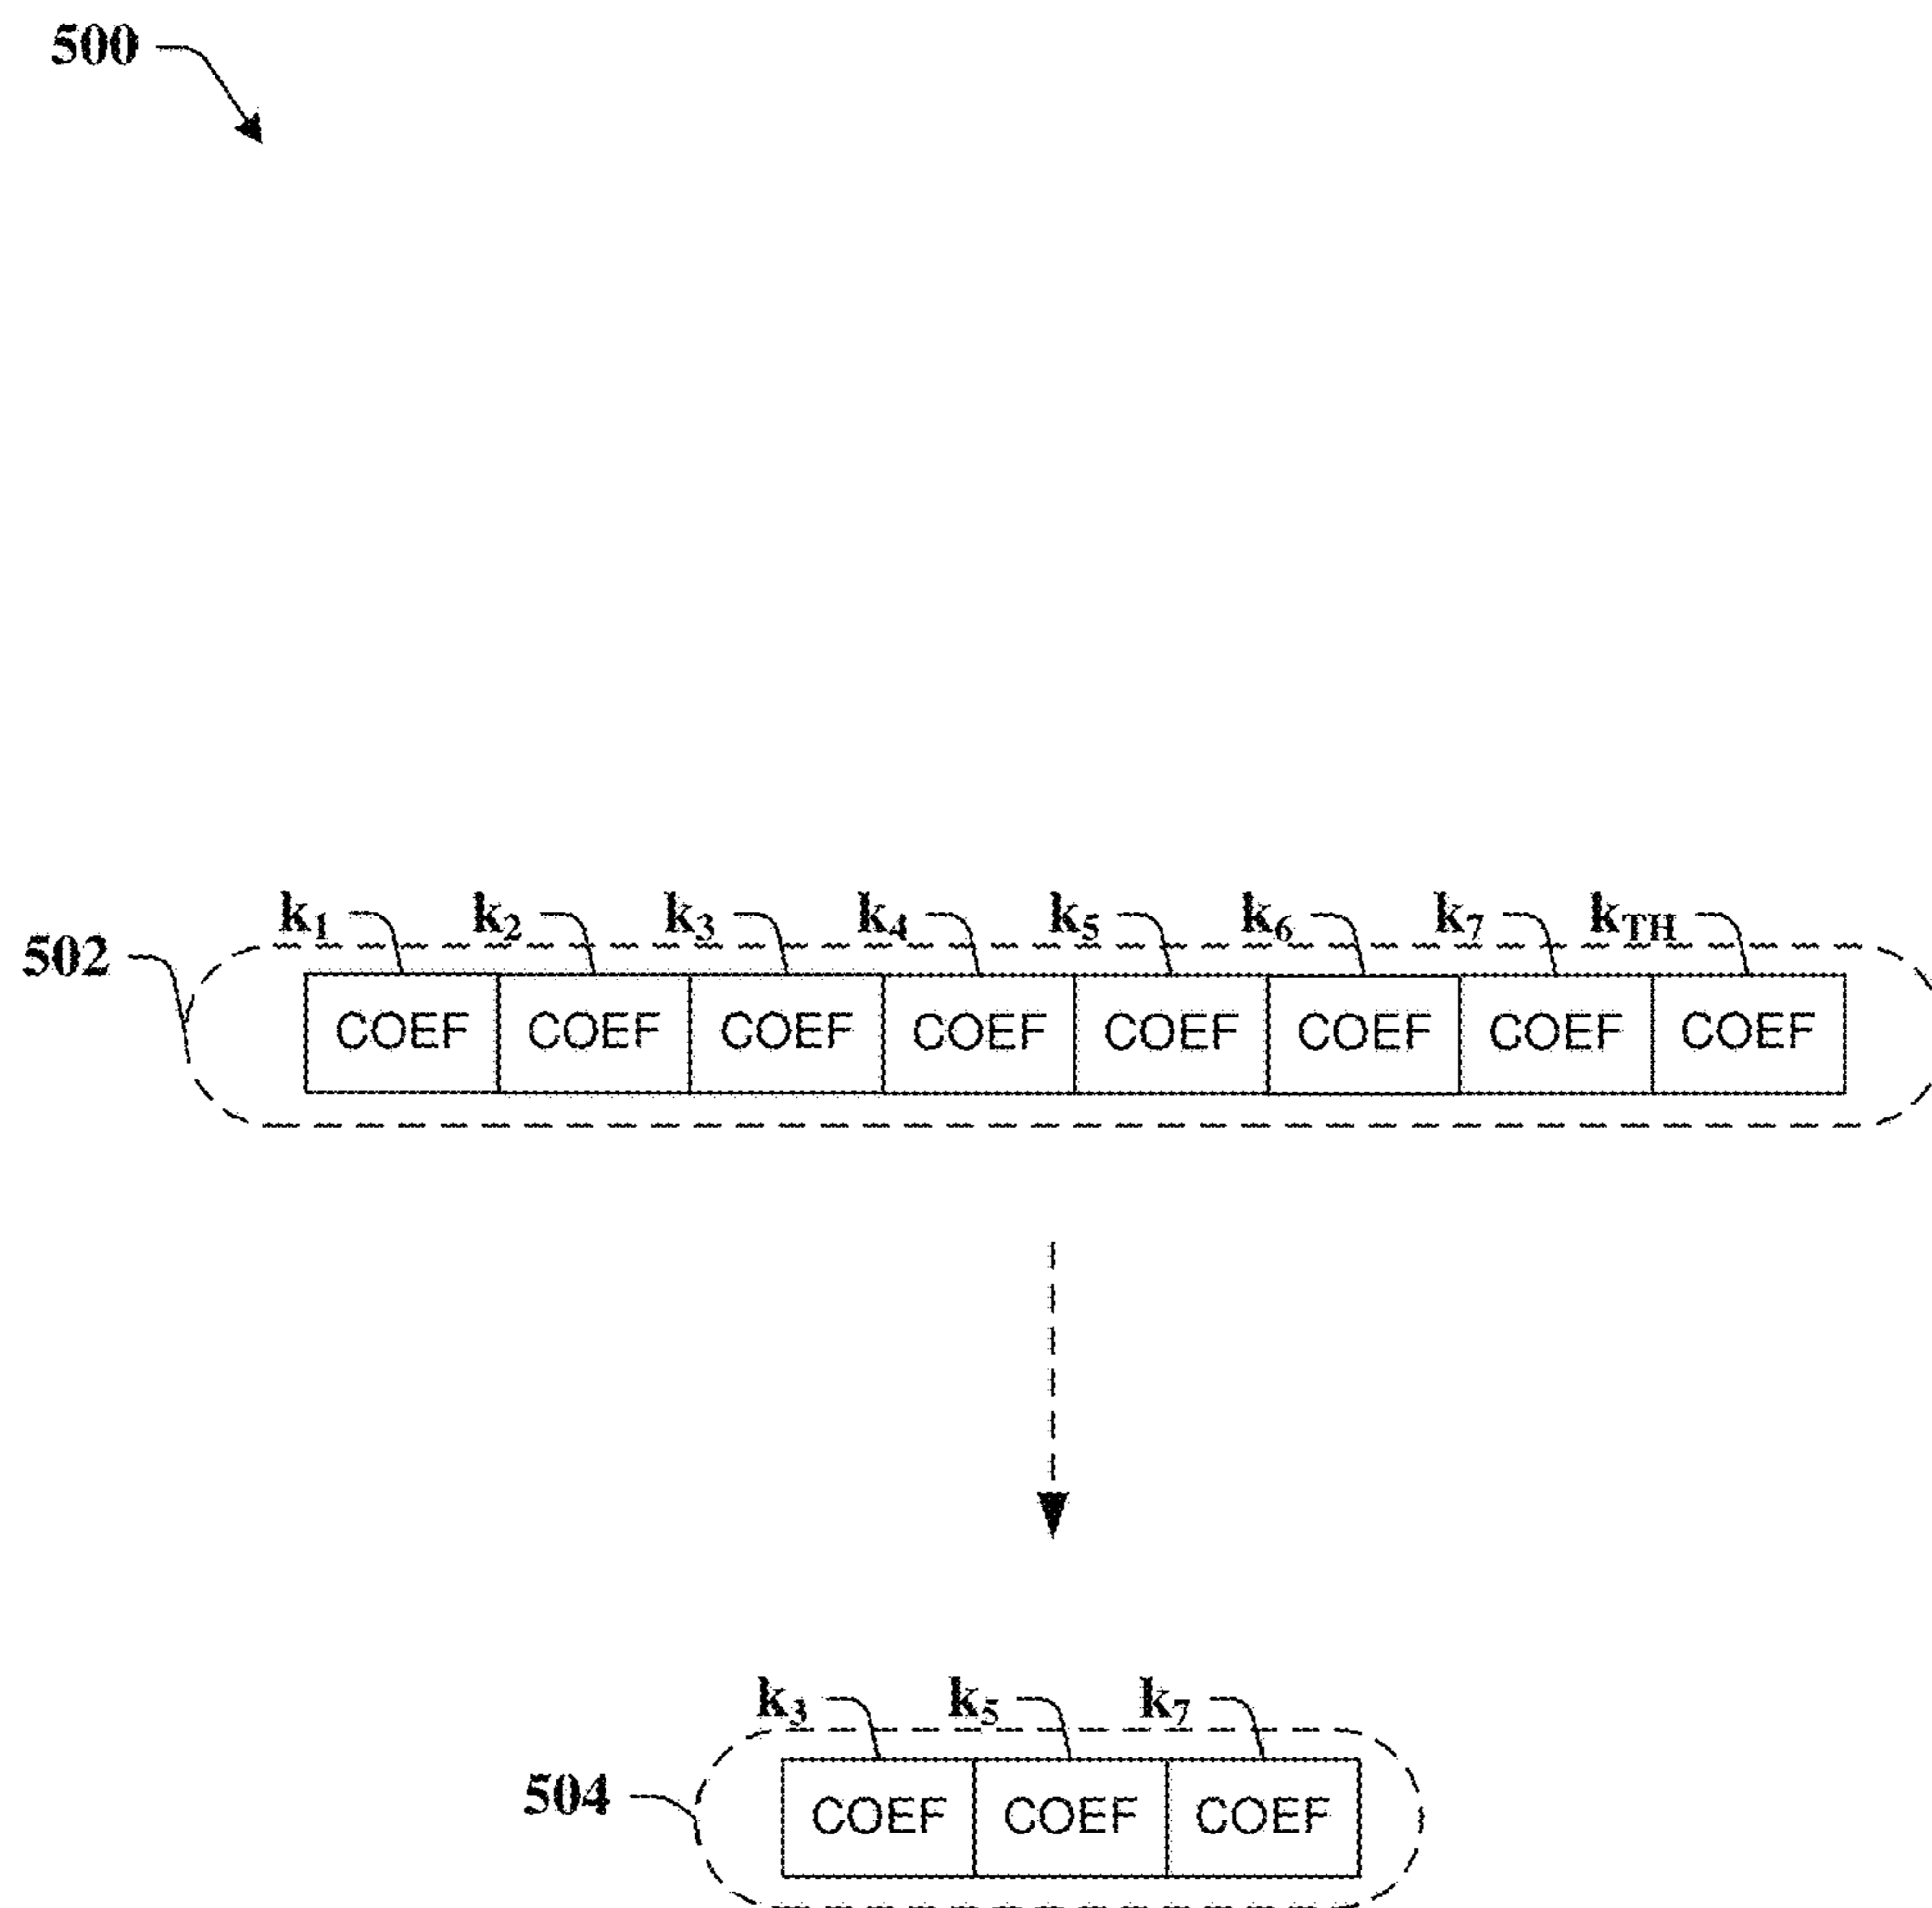 500
k₁ k₂ k₃ k₄ k₅ k₆ k₇ kTH
502
COEF COEF COEF COEF COEF COEF COEF COEF
k₃ k₅ k₇
504
COEF COEF COEF